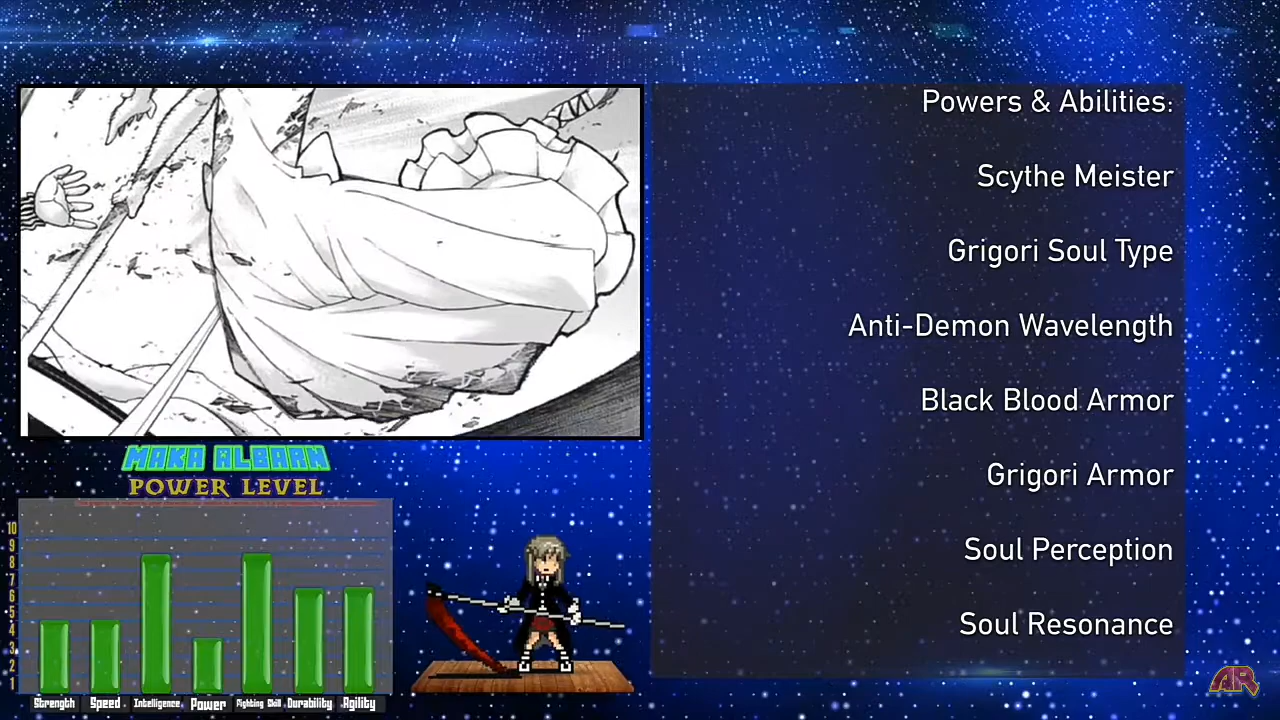 Powers & Abilities:
Scythe Meister
Grigori Soul Type
Anti-Demon Wavelength
Black Blood Armor
Grigori Armor
Soul Perception
Soul Resonance
MAKA ALBARN
POWER LEVEL
10
9
8
7
6
5
4
3
2
1
Strength Speed Intelligence Power Fighting Skill Durability Agility
AR